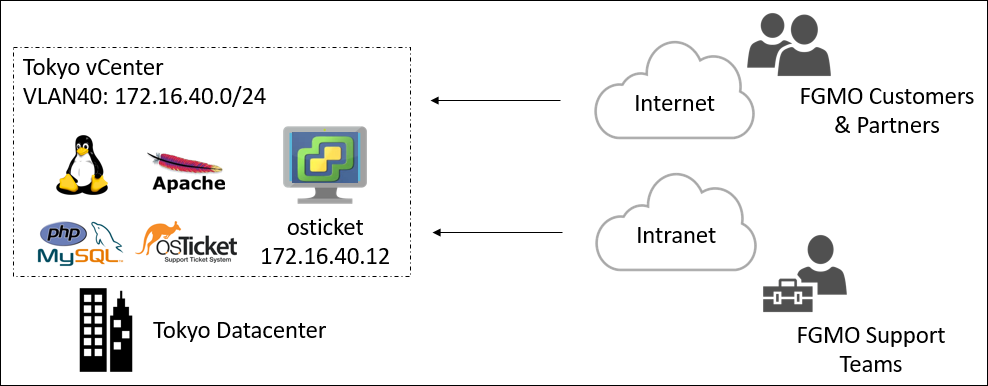 Tokyo vCenter
VLAN40: 172.16.40.0/24
Apache
php
MySQL
osTicket
Support Ticket System
osticket
172.16.40.12
Tokyo Datacenter
Internet
FGMO Customers
& Partners
Intranet
FGMO Support
Teams